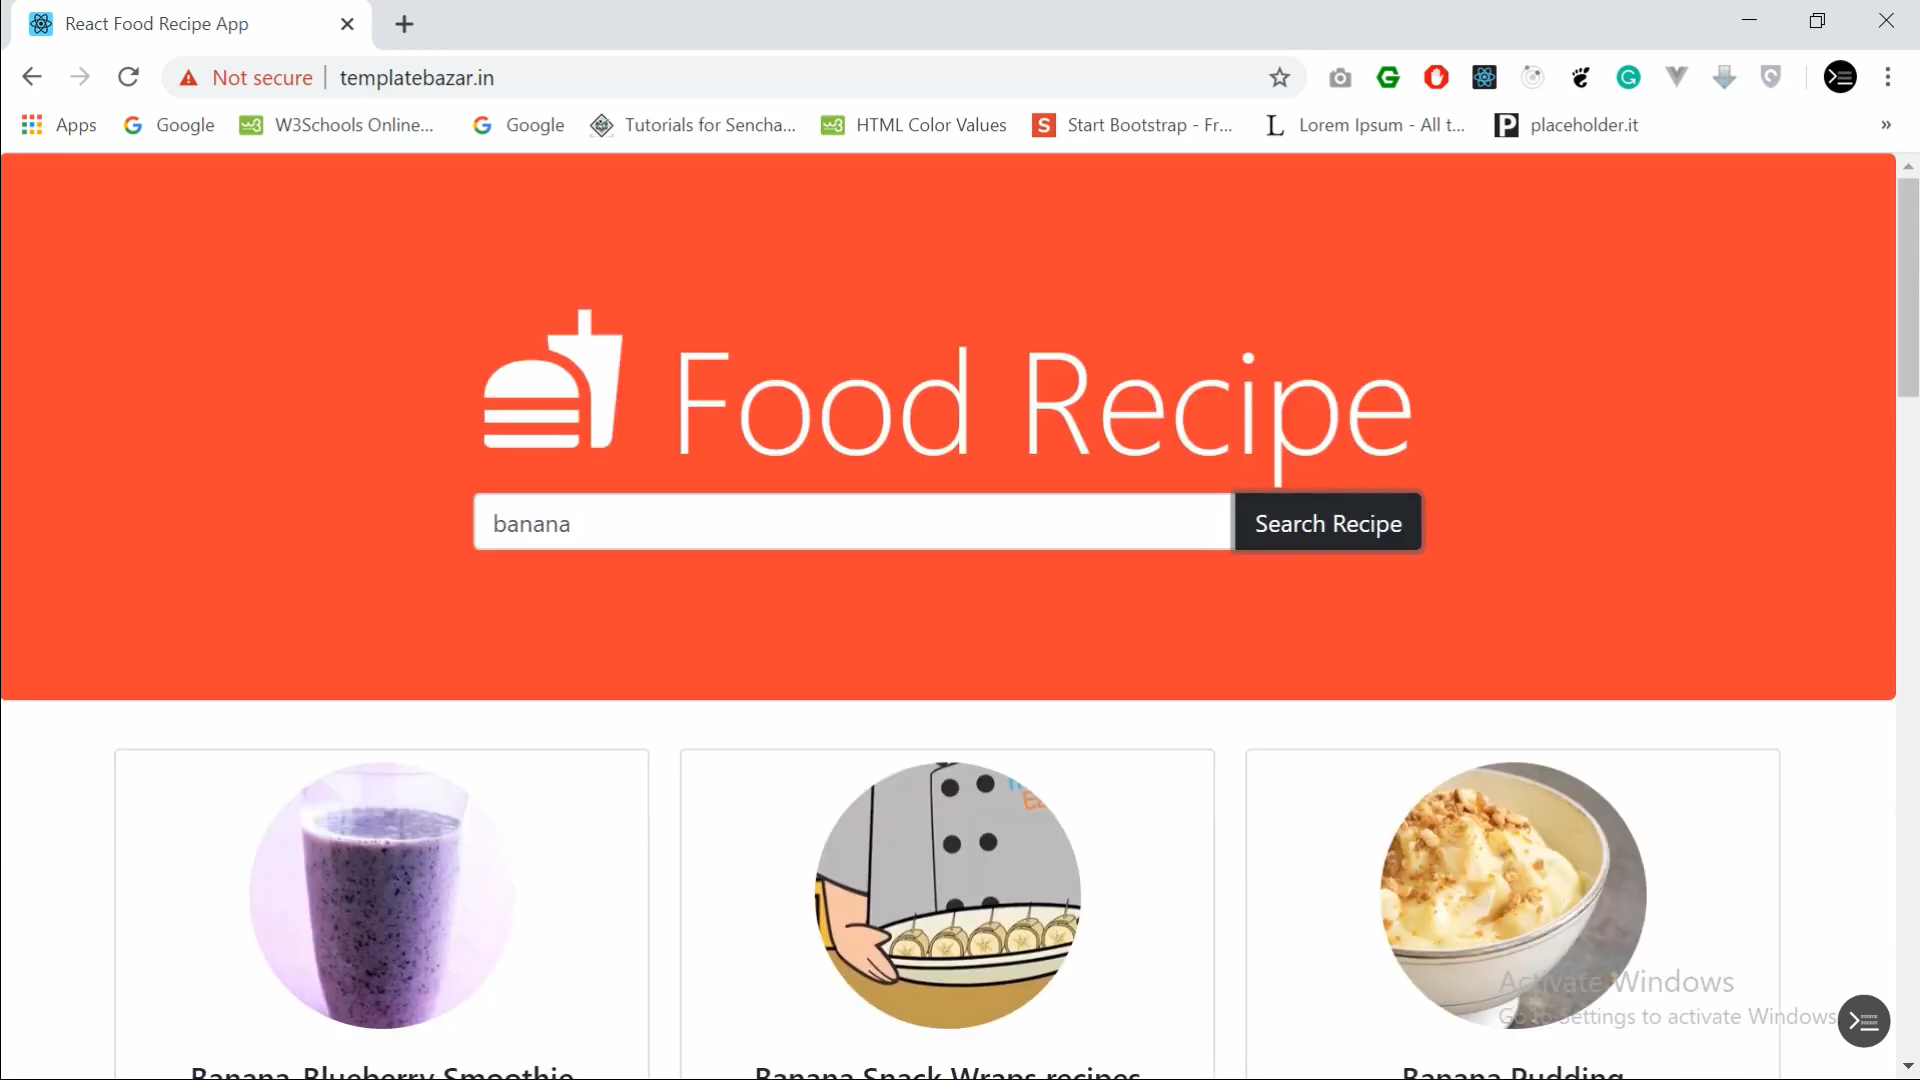 React Food Recipe App
Not secure templatebazar.in
Apps Google W3Schools Online... Google Tutorials for Sencha... HTML Color Values Start Bootstrap - Fr... Lorem Ipsum - All t... placeholder.it »
Food Recipe
banana Search Recipe
Banana-Blueberry Smoothie Banana Snack Wraps recipes Banana Pudding
Activate Windows
Go to Settings to activate Windows